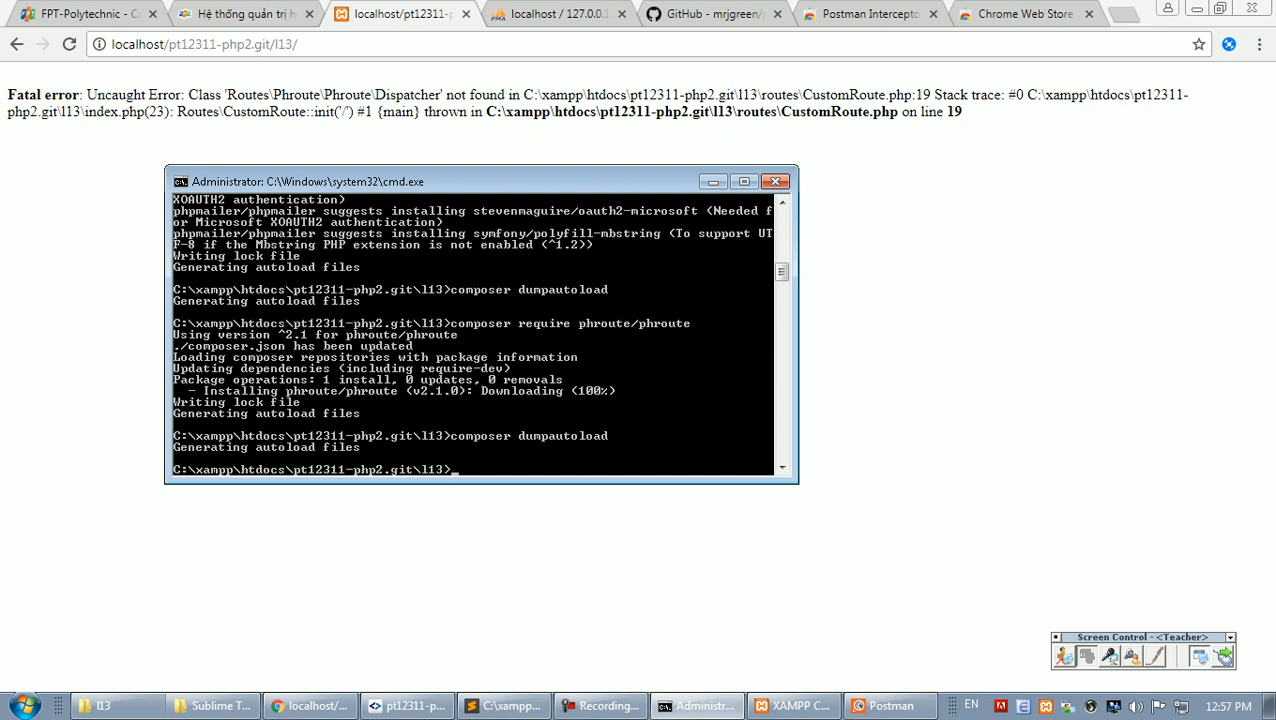 FPT-Polytechnic - C
Hệ thống quản trị h
localhost/pt12311-p
localhost / 127.0.0.1
GitHub - mrjgreen/p
Postman Intercepto
Chrome Web Store
localhost/pt12311-php2.git/l13/
Fatal error: Uncaught Error: Class 'Routes\Phroute\Phroute\Dispatcher' not found in C:\xampp\htdocs\pt12311-php2.git\l13\routes\CustomRoute.php:19 Stack trace: #0 C:\xampp\htdocs\pt12311-
php2.git\l13\index.php(23): Routes\CustomRoute::init('/') #1 {main} thrown in C:\xampp\htdocs\pt12311-php2.git\l13\routes\CustomRoute.php on line 19
Administrator: C:\Windows\system32\cmd.exe
XOAUTH2 authentication)
phpmailer/phpmailer suggests installing stevenmaguire/oauth2-microsoft (Needed f
or Microsoft XOAUTH2 authentication)
phpmailer/phpmailer suggests installing symfony/polyfill-mbstring (To support UT
F-8 if the Mbstring PHP extension is not enabled (^1.2))
Writing lock file
Generating autoload files
C:\xampp\htdocs\pt12311-php2.git\l13>composer dumpautoload
Generating autoload files
C:\xampp\htdocs\pt12311-php2.git\l13>composer require phroute/phroute
Using version ^2.1 for phroute/phroute
./composer.json has been updated
Loading composer repositories with package information
Updating dependencies (including require-dev)
Package operations: 1 install, 0 updates, 0 removals
- Installing phroute/phroute (v2.1.0): Downloading (100%)
Writing lock file
Generating autoload files
C:\xampp\htdocs\pt12311-php2.git\l13>composer dumpautoload
Generating autoload files
C:\xampp\htdocs\pt12311-php2.git\l13>_
Screen Control - <Teacher>
l13
Sublime T...
localhost/...
pt12311-p...
C:\xampp...
Recording...
Administr...
XAMPP C...
Postman
EN
12:57 PM